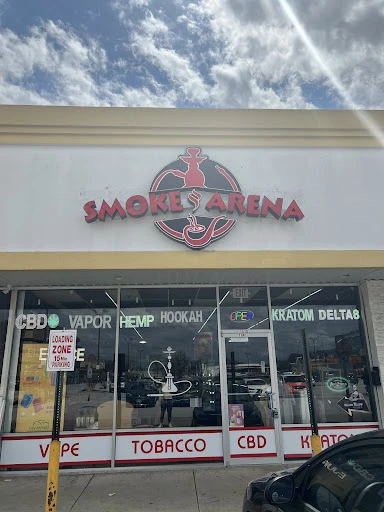 SMOKE ARENA
CBD VAPOR HEMP HOOKAH OPEN KRATOM DELTA8
LOADING
ZONE
15 MIN
PARKING
VAPE TOBACCO CBD KRATOM